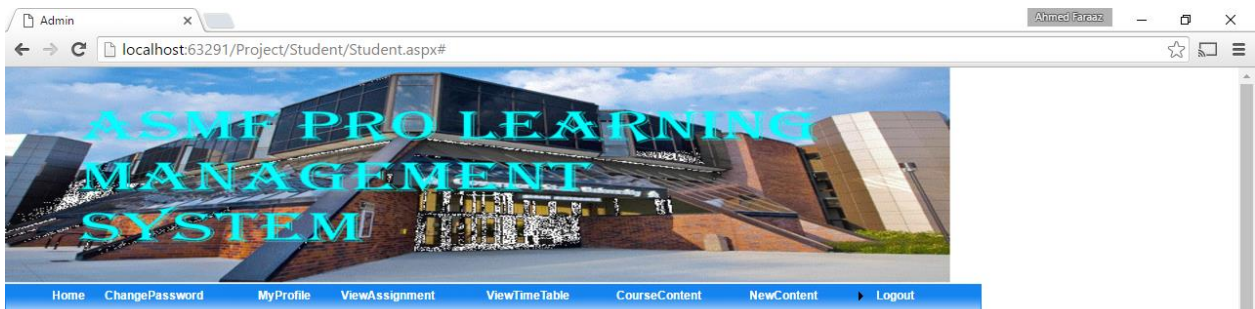 Admin
Ahmed Faraaz
localhost:63291/Project/Student/Student.aspx#
ASMF PRO LEARNING
MANAGEMENT
SYSTEM
Home ChangePassword MyProfile ViewAssignment ViewTimeTable CourseContent NewContent Logout